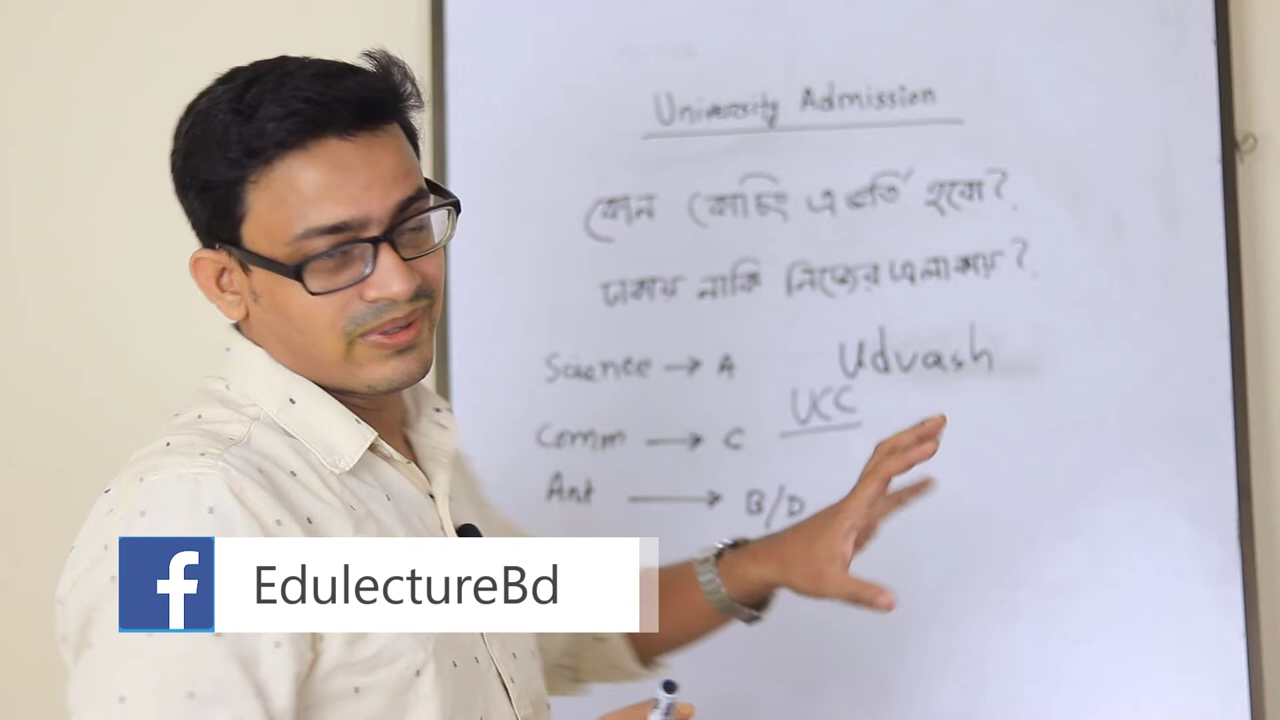 University Admission
কোন কোচিং এ ভর্তি হবো?
ঢাকায় নাকি নিজের এলাকায়?
Science → A
Udvash
UCC
Comm → C
Art → B/D
f EdulectureBd